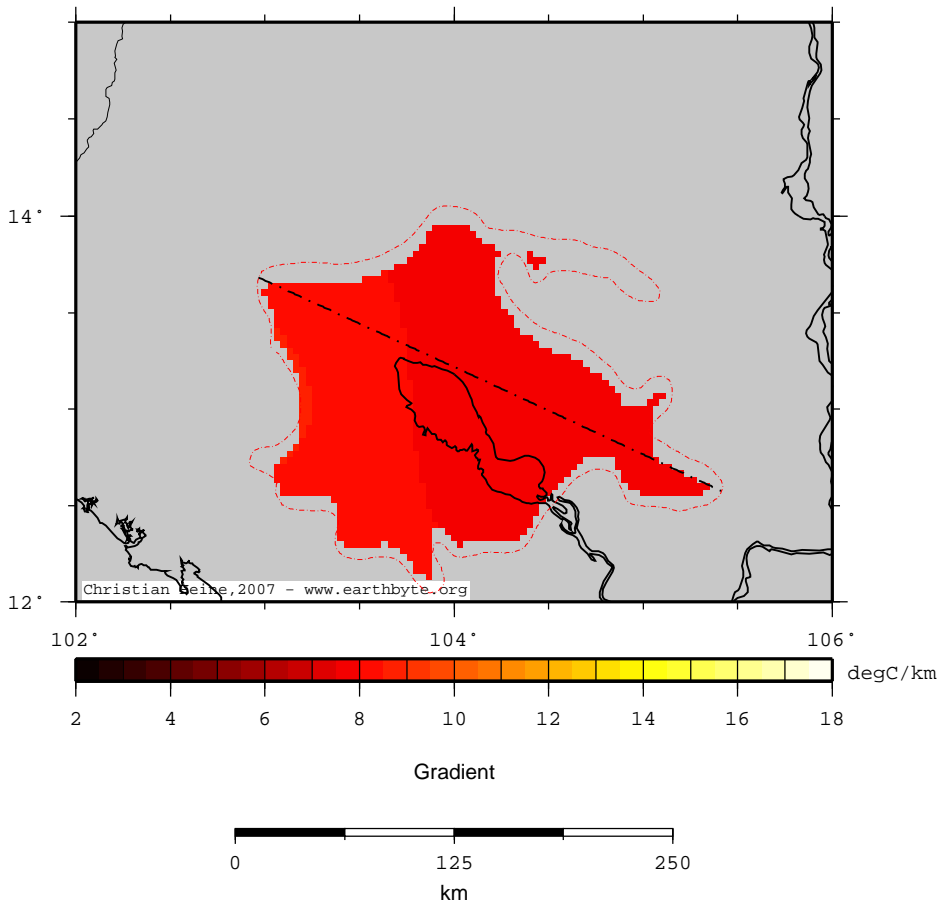 14°
12°
Christian Heine,2007 - www.earthbyte.org
102° 104° 106°
degC/km
2 4 6 8 10 12 14 16 18
Gradient
0 125 250
km